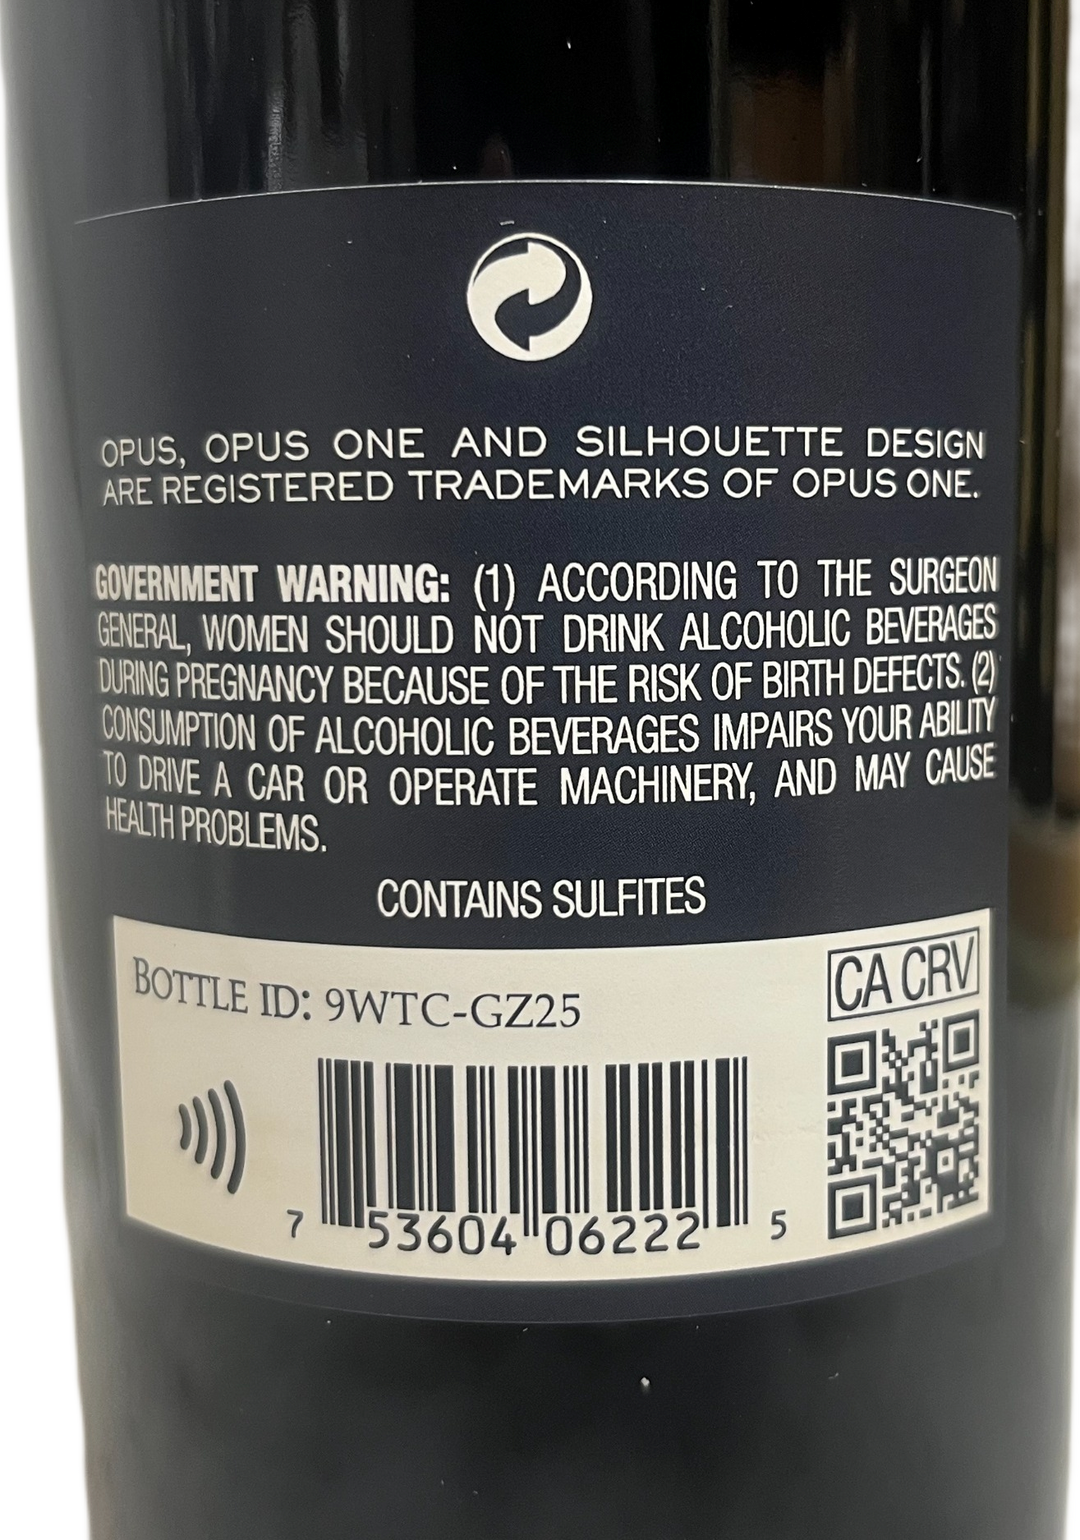 OPUS, OPUS ONE AND SILHOUETTE DESIGN
ARE REGISTERED TRADEMARKS OF OPUS ONE.
GOVERNMENT WARNING: (1) ACCORDING TO THE SURGEON
GENERAL, WOMEN SHOULD NOT DRINK ALCOHOLIC BEVERAGES
DURING PREGNANCY BECAUSE OF THE RISK OF BIRTH DEFECTS. (2)
CONSUMPTION OF ALCOHOLIC BEVERAGES IMPAIRS YOUR ABILITY
TO DRIVE A CAR OR OPERATE MACHINERY, AND MAY CAUSE
HEALTH PROBLEMS.
CONTAINS SULFITES
BOTTLE ID: 9WTC-GZ25
CA CRV
7 53604 06222 5